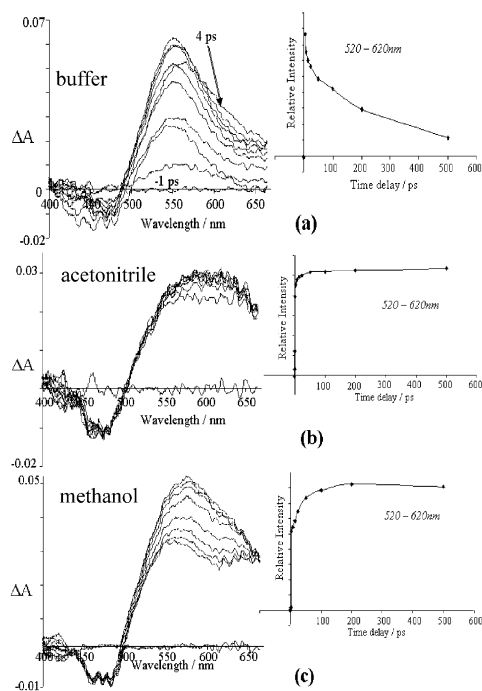 0.07
buffer
4 ps
ΔA
-1 ps
0
400 450 500 550 600 650
Wavelength / nm
-0.02
Relative Intensity
520 – 620nm
0 100 200 300 400 500 600
Time delay / ps
(a)
0.03
acetonitrile
ΔA
400 500 550 600 650
Wavelength / nm
-0.02
Relative Intensity
520 – 620nm
0 100 200 300 400 500 600
Time delay / ps
(b)
0.05
methanol
ΔA
400 450 500 550 600 650
Wavelength / nm
-0.01
Relative Intensity
520 – 620nm
0 100 200 300 400 500 600
Time delay / ps
(c)